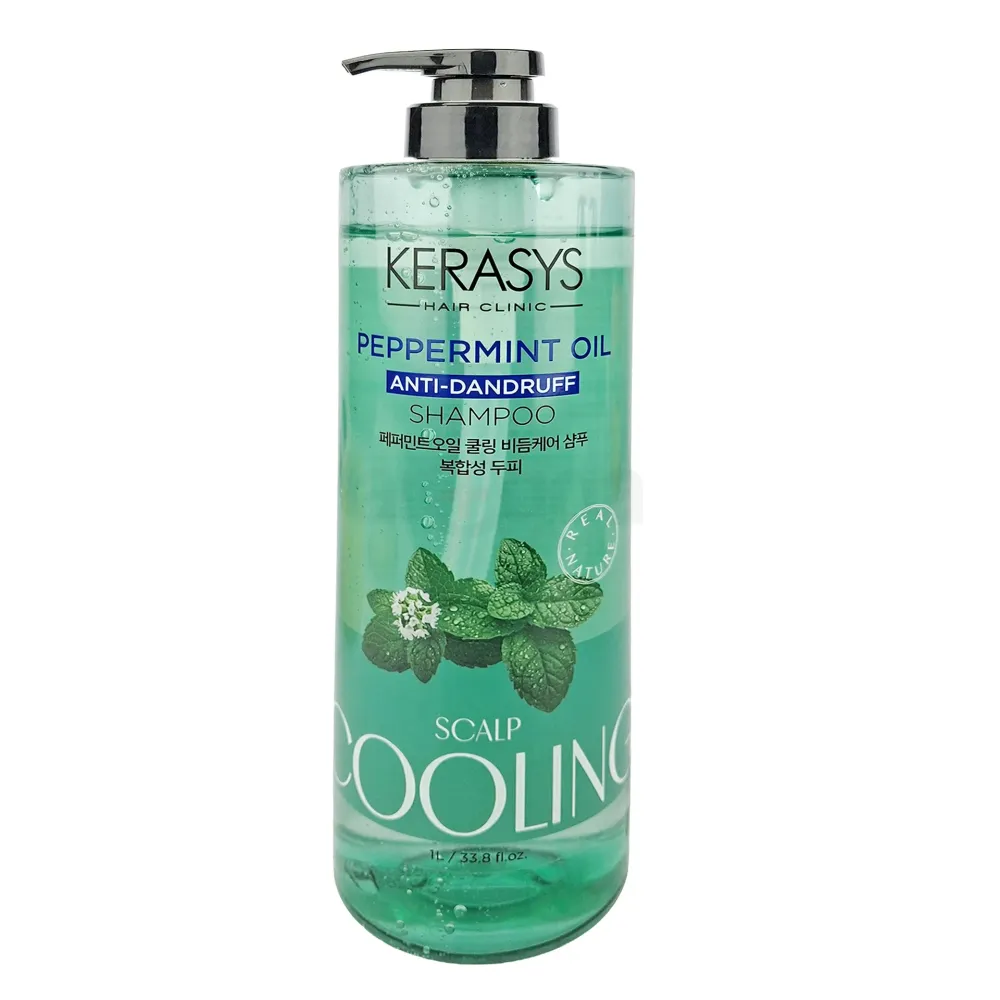 KERASYS
HAIR CLINIC
PEPPERMINT OIL
ANTI-DANDRUFF
SHAMPOO
페퍼민트오일 쿨링 비듬케어 샴푸
복합성 두피
REAL NATURE
SCALP
COOLING
1L / 33.8 fl.oz.